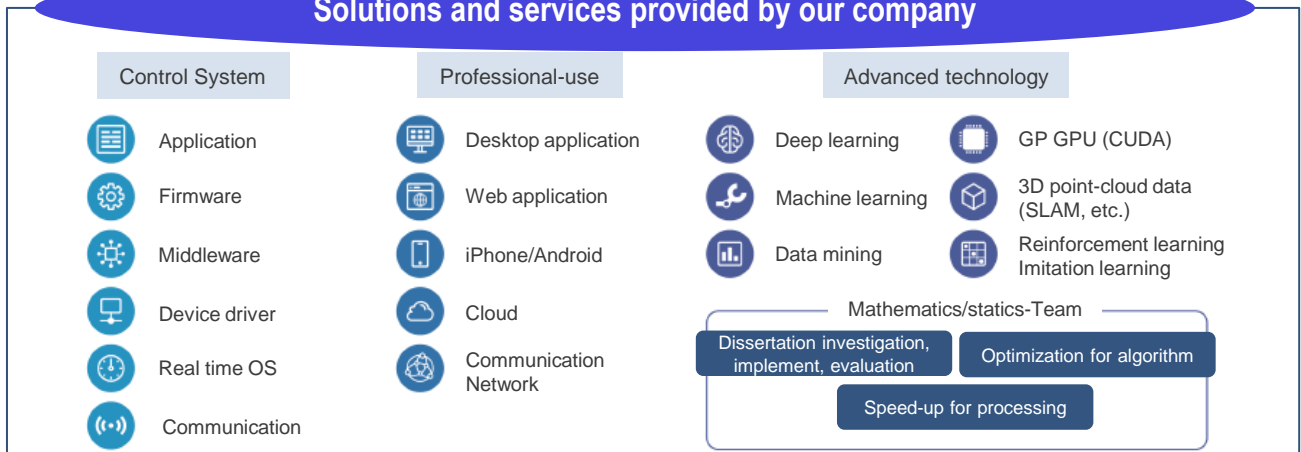 Solutions and services provided by our company
Control System
Application
Firmware
Middleware
Device driver
Real time OS
Communication
Professional-use
Desktop application
Web application
iPhone/Android
Cloud
Communication
Network
Advanced technology
Deep learning
Machine learning
Data mining
GP GPU (CUDA)
3D point-cloud data
(SLAM, etc.)
Reinforcement learning
Imitation learning
Mathematics/statics-Team
Dissertation investigation,
implement, evaluation
Optimization for algorithm
Speed-up for processing